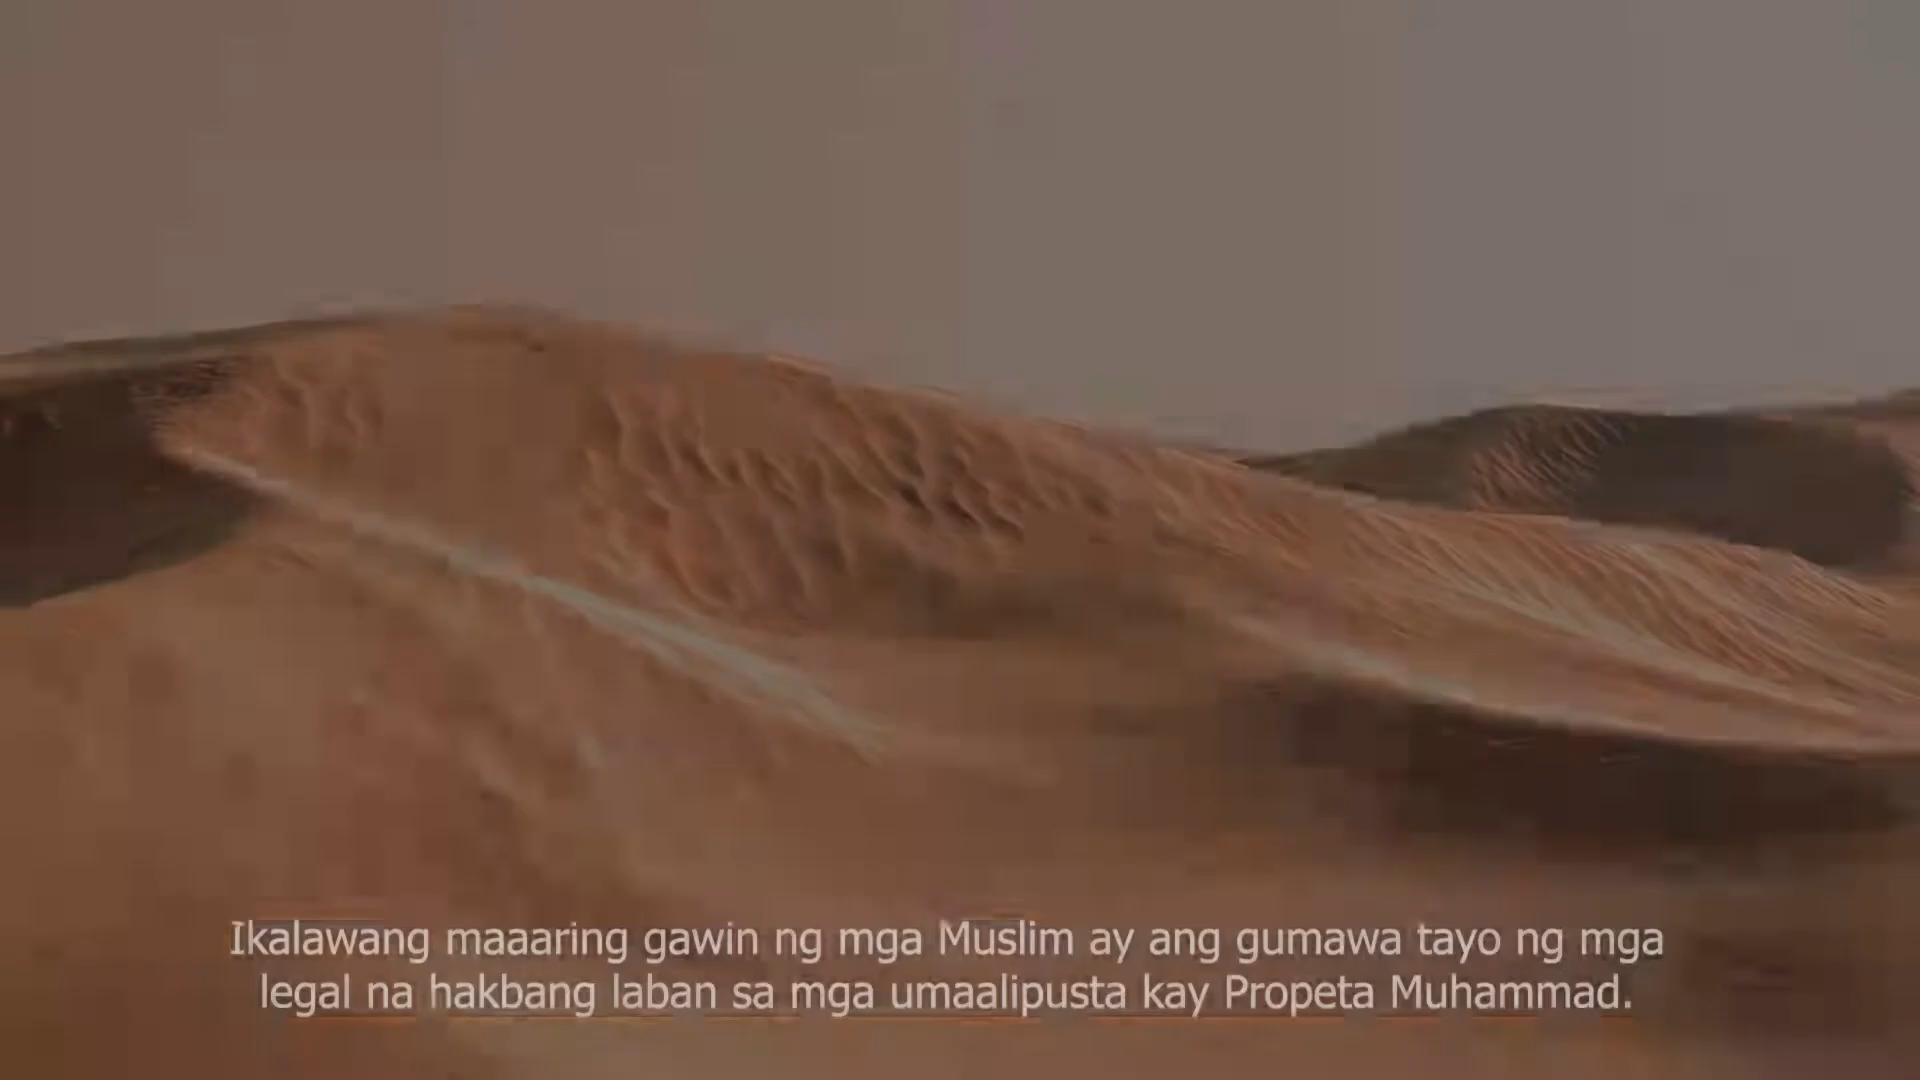 Ikalawang maaaring gawin ng mga Muslim ay ang gumawa tayo ng mga
legal na hakbang laban sa mga umaalipusta kay Propeta Muhammad.